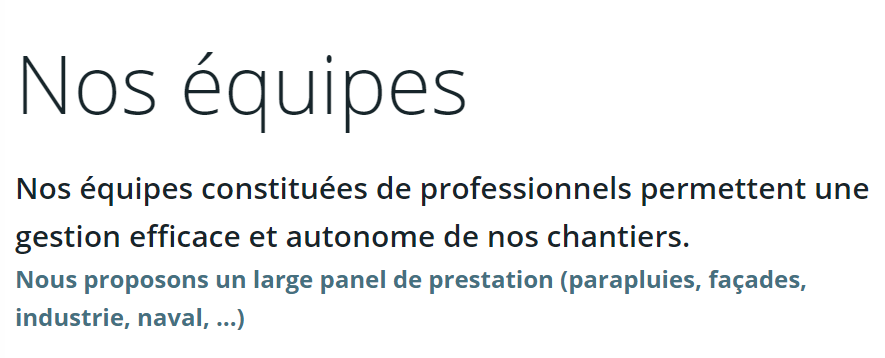 Nos équipes
Nos équipes constituées de professionnels permettent une
gestion efficace et autonome de nos chantiers.
Nous proposons un large panel de prestation (parapluies, façades,
industrie, naval, ...)